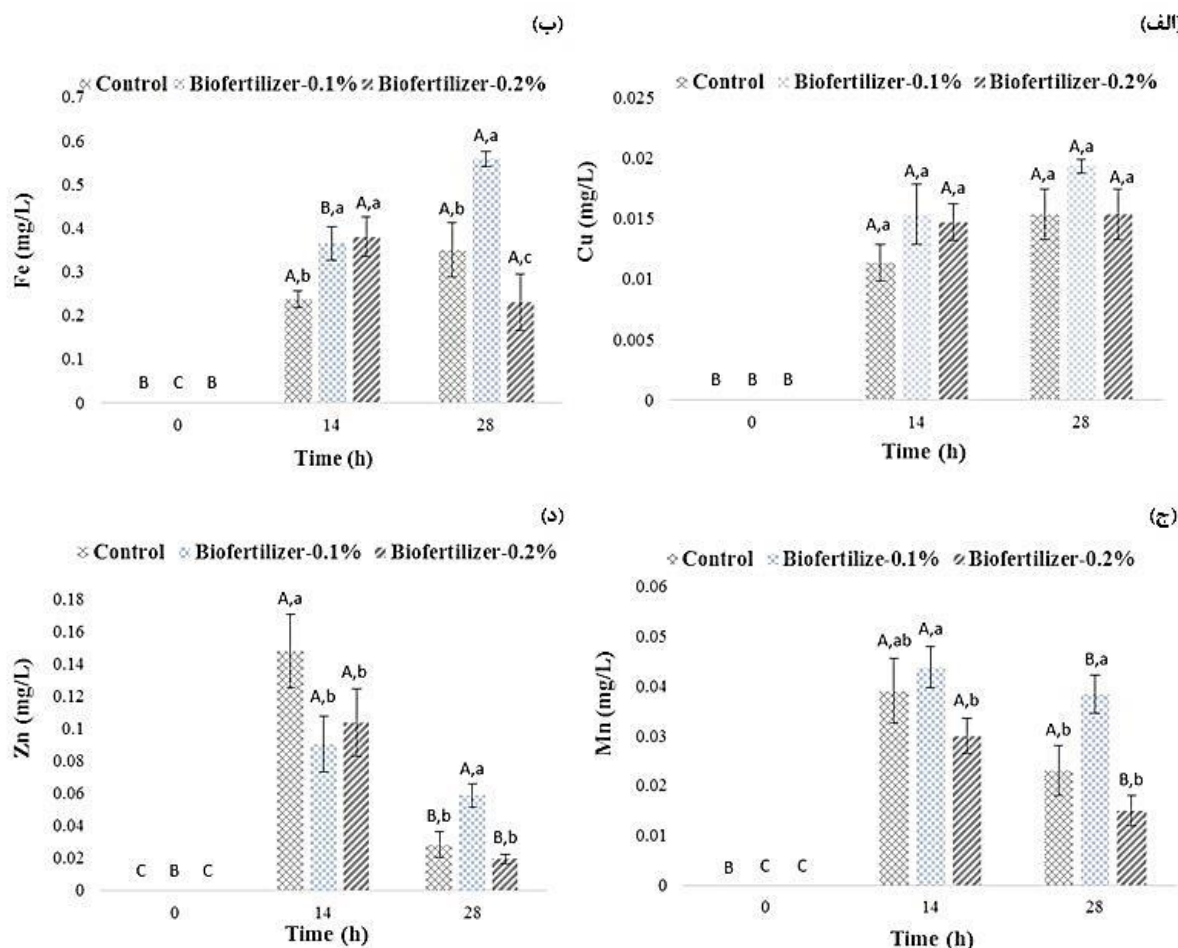 (الف)
Control Biofertilizer-0.1% Biofertilizer-0.2%
Cu (mg/L)
0.025
0.02
0.015
0.01
0.005
0
B B B
A,a A,a A,a
A,a A,a A,a
0 14 28
Time (h)
(ب)
Control Biofertilizer-0.1% Biofertilizer-0.2%
Fe (mg/L)
0.7
0.6
0.5
0.4
0.3
0.2
0.1
0
B C B
A,b B,a A,a
A,b A,a A,c
0 14 28
Time (h)
(ج)
Control Biofertilize-0.1% Biofertilizer-0.2%
Mn (mg/L)
0.06
0.05
0.04
0.03
0.02
0.01
0
B C C
A,ab A,a A,b
A,b B,a B,b
0 14 28
Time (h)
(د)
Control Biofertilizer-0.1% Biofertilizer-0.2%
Zn (mg/L)
0.18
0.16
0.14
0.12
0.1
0.08
0.06
0.04
0.02
0
C B C
A,a A,b A,b
B,b A,a B,b
0 14 28
Time (h)